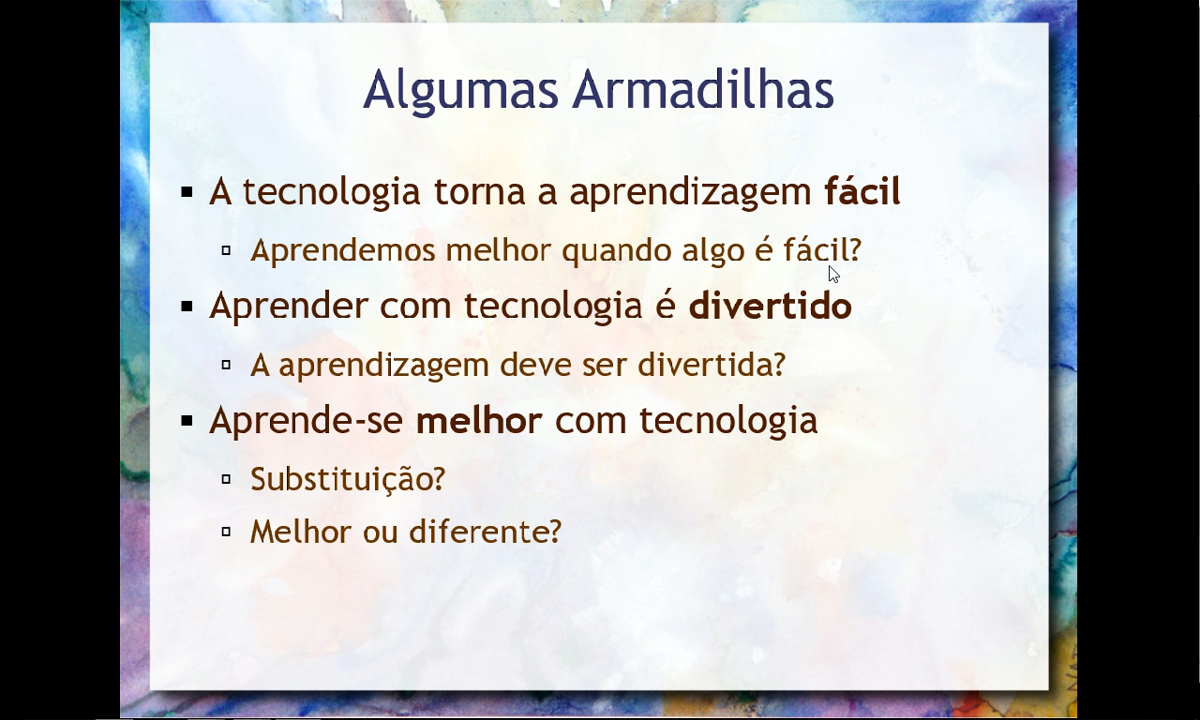 Algumas Armadilhas
A tecnologia torna a aprendizagem fácil
Aprendemos melhor quando algo é fácil?
Aprender com tecnologia é divertido
A aprendizagem deve ser divertida?
Aprende-se melhor com tecnologia
Substituição?
Melhor ou diferente?